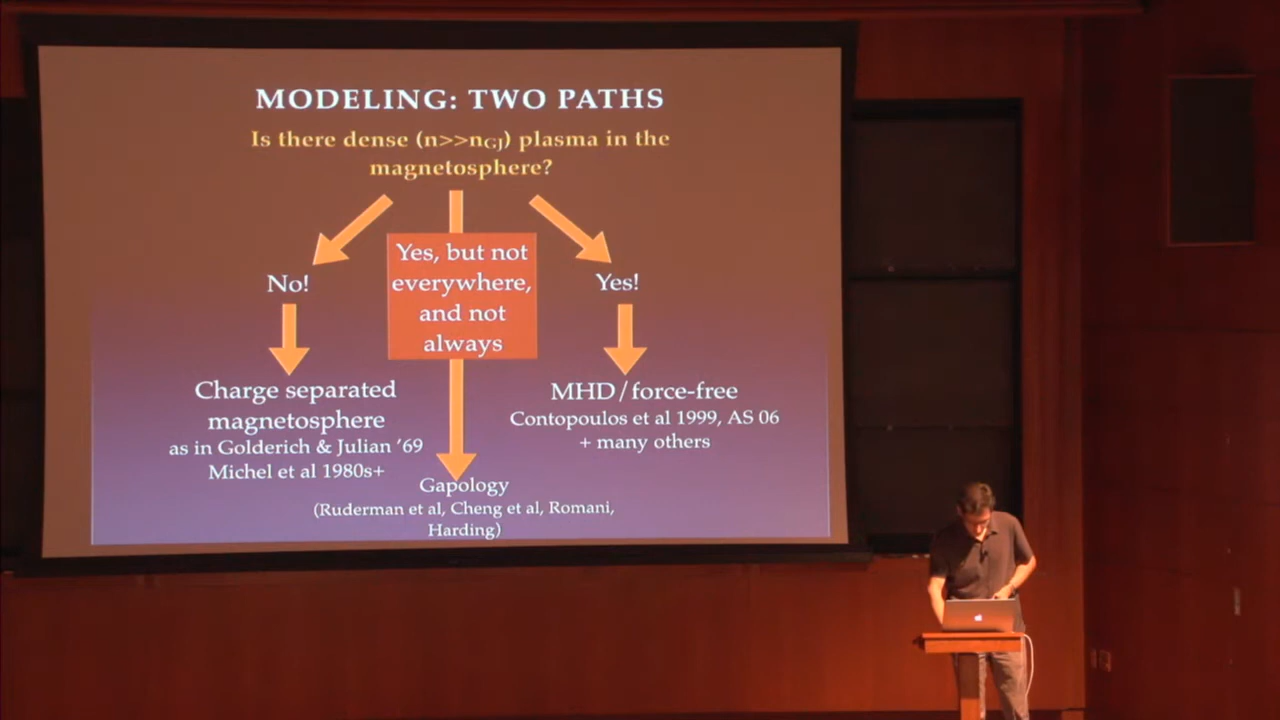 MODELING: TWO PATHS
Is there dense (n>>nGJ) plasma in the
magnetosphere?
No!
Yes, but not
everywhere,
and not
always
Yes!
Charge separated
magnetosphere
as in Golderich & Julian ’69
Michel et al 1980s+
MHD/force-free
Contopoulos et al 1999, AS 06
+ many others
Gapology
(Ruderman et al, Cheng et al, Romani,
Harding)